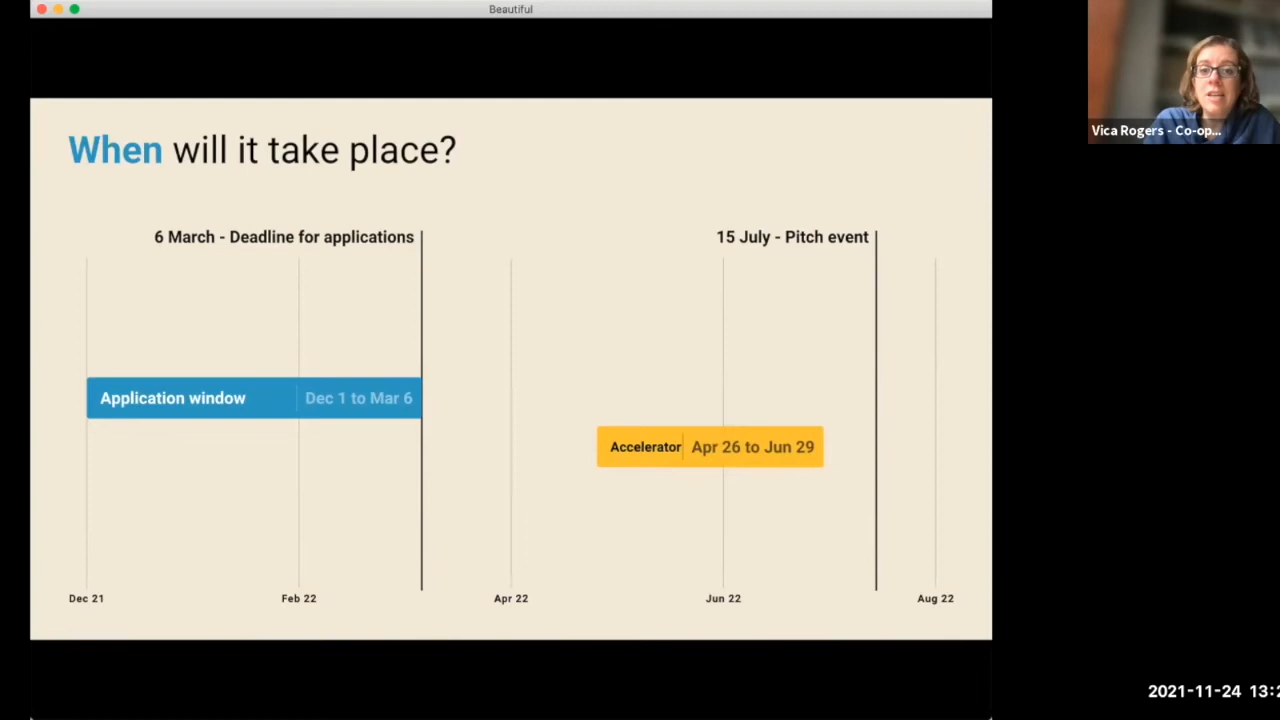 Beautiful
When will it take place?
6 March - Deadline for applications
15 July - Pitch event
Application window
Dec 1 to Mar 6
Accelerator
Apr 26 to Jun 29
Dec 21
Feb 22
Apr 22
Jun 22
Aug 22
Vica Rogers - Co-op...
2021-11-24 13:2